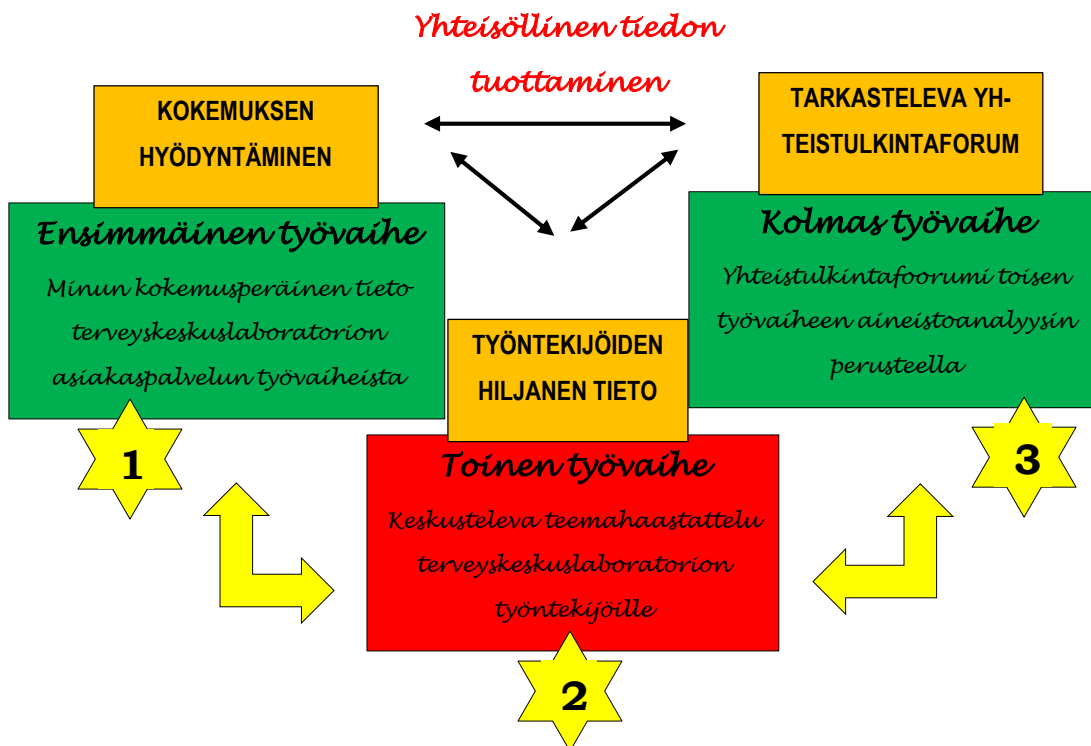 Yhteisöllinen tiedon
tuottaminen
KOKEMUKSEN
HYÖDYNTÄMINEN
TARKASTELEVA YH-
TEISTULKINTAFORUM
Ensimmäinen työvaihe
Minun kokemusperäinen tieto
terveyskeskuslaboratorion
asiakaspalvelun työvaiheista
1
Kolmas työvaihe
Yhteistulkintafoorumi toisen
työvaiheen aineistoanalyysin
perusteella
3
TYÖNTEKIJÖIDEN
HILJANEN TIETO
Toinen työvaihe
Keskusteleva teemahaastattelu
terveyskeskuslaboratorion
työntekijöille
2